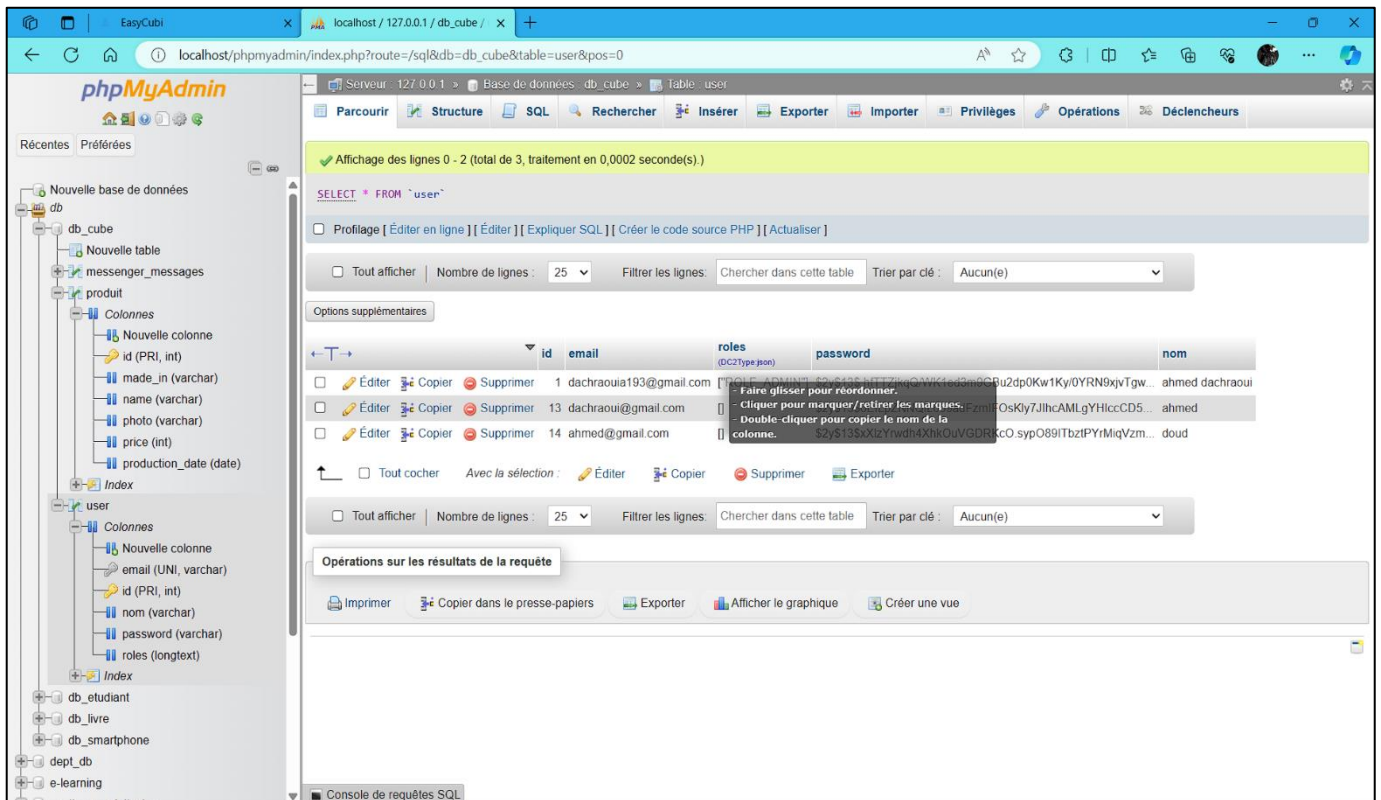 EasyCubi
localhost / 127.0.0.1 / db_cube /
localhost/phpmyadmin/index.php?route=/sql&db=db_cube&table=user&pos=0
phpMyAdmin
Récentes Préférées
Nouvelle base de données
db
db_cube
Nouvelle table
messenger_messages
produit
Colonnes
Nouvelle colonne
id (PRI, int)
made_in (varchar)
name (varchar)
photo (varchar)
price (int)
production_date (date)
Index
user
Colonnes
Nouvelle colonne
email (UNI, varchar)
id (PRI, int)
nom (varchar)
password (varchar)
roles (longtext)
Index
db_etudiant
db_livre
db_smartphone
dept_db
e-learning
Serveur : 127.0.0.1 » Base de données : db_cube » Table : user
Parcourir Structure SQL Rechercher Insérer Exporter Importer Privilèges Opérations Déclencheurs
Affichage des lignes 0 - 2 (total de 3, traitement en 0,0002 seconde(s).)
SELECT * FROM `user`
Profilage [ Éditer en ligne ] [ Éditer ] [ Expliquer SQL ] [ Créer le code source PHP ] [ Actualiser ]
Tout afficher | Nombre de lignes : 25 Filtrer les lignes: Chercher dans cette table Trier par clé : Aucun(e)
Options supplémentaires
id email roles (DC2Type:json) password nom
Éditer Copier Supprimer 1 dachraouia193@gmail.com ["ROLE_ADMIN"] ahmed dachraoui
Éditer Copier Supprimer 13 dachraoui@gmail.com [] ahmed
Éditer Copier Supprimer 14 ahmed@gmail.com [] doud
- Faire glisser pour réordonner.
- Cliquer pour marquer/retirer les marques.
- Double-cliquer pour copier le nom de la
colonne.
Tout cocher Avec la sélection : Éditer Copier Supprimer Exporter
Tout afficher | Nombre de lignes : 25 Filtrer les lignes: Chercher dans cette table Trier par clé : Aucun(e)
Opérations sur les résultats de la requête
Imprimer Copier dans le presse-papiers Exporter Afficher le graphique Créer une vue
Console de requêtes SQL